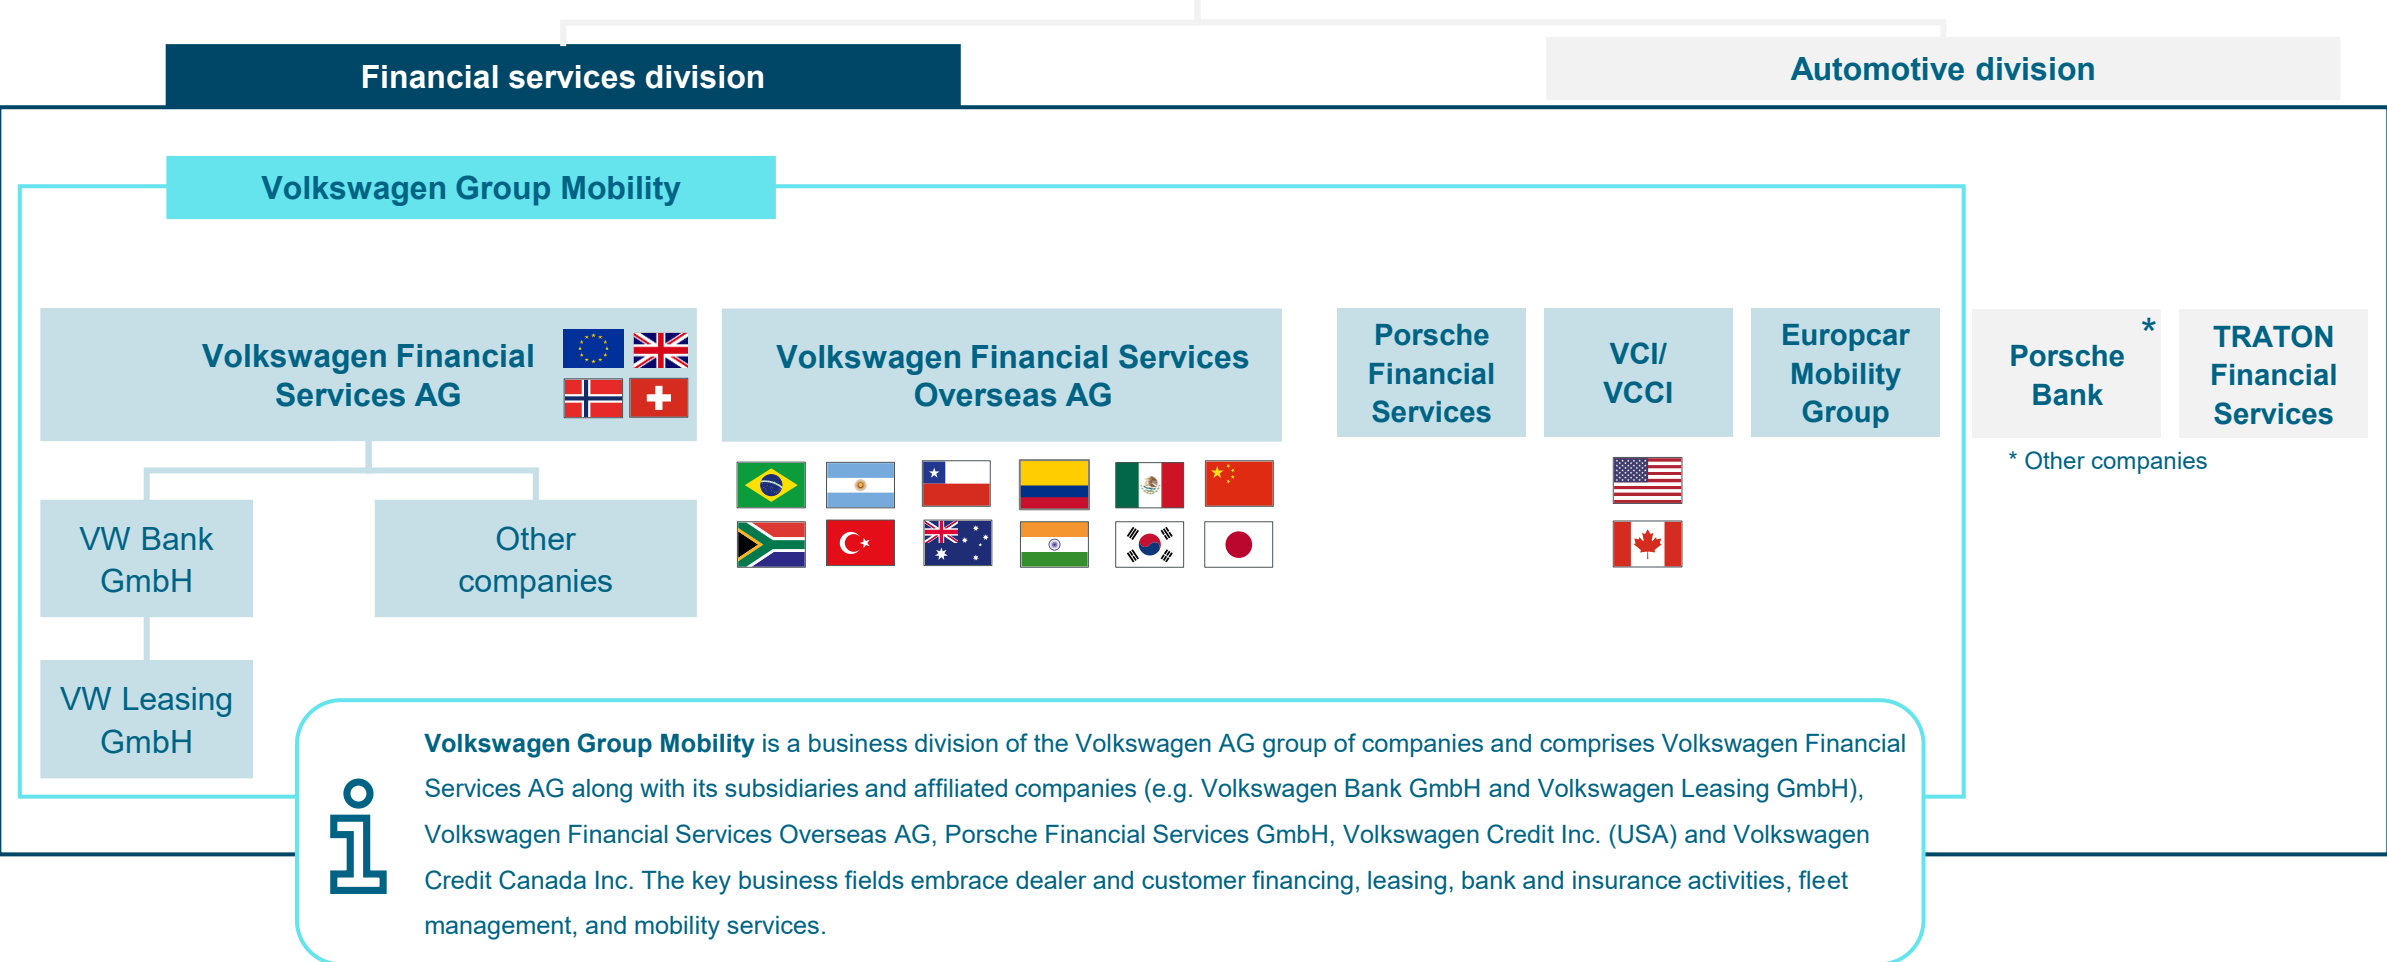 Financial services division
Automotive division
Volkswagen Group Mobility
Volkswagen Financial
Services AG
Volkswagen Financial Services
Overseas AG
Porsche
Financial
Services
VCI/
VCCI
Europcar
Mobility
Group
Porsche *
Bank
TRATON
Financial
Services
* Other companies
VW Bank
GmbH
Other
companies
VW Leasing
GmbH
Volkswagen Group Mobility is a business division of the Volkswagen AG group of companies and comprises Volkswagen Financial
Services AG along with its subsidiaries and affiliated companies (e.g. Volkswagen Bank GmbH and Volkswagen Leasing GmbH),
Volkswagen Financial Services Overseas AG, Porsche Financial Services GmbH, Volkswagen Credit Inc. (USA) and Volkswagen
Credit Canada Inc. The key business fields embrace dealer and customer financing, leasing, bank and insurance activities, fleet
management, and mobility services.